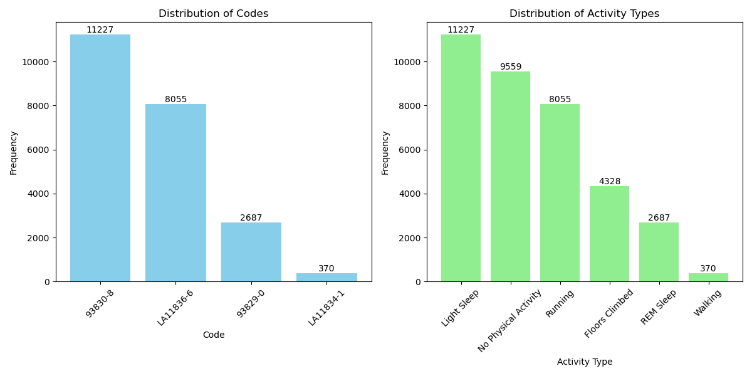 Distribution of Codes
Frequency
10000
8000
6000
4000
2000
0
11227
8055
2687
370
93830-8
LA11836-6
93829-0
LA11834-1
Code
Distribution of Activity Types
Frequency
10000
8000
6000
4000
2000
0
11227
9559
8055
4328
2687
370
Light Sleep
No Physical Activity
Running
Floors Climbed
REM Sleep
Walking
Activity Type